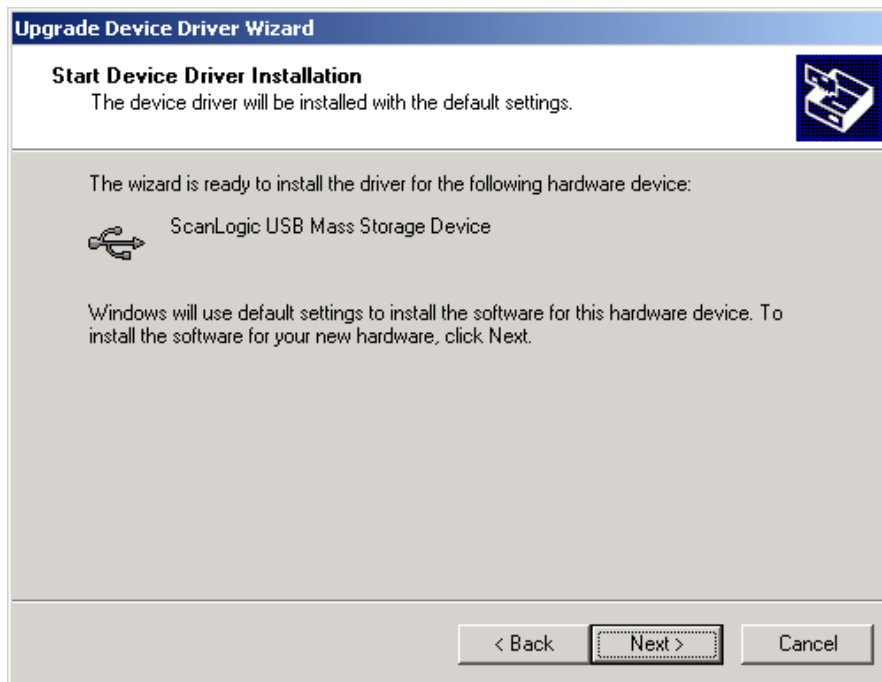 Upgrade Device Driver Wizard
Start Device Driver Installation
The device driver will be installed with the default settings.
The wizard is ready to install the driver for the following hardware device:
ScanLogic USB Mass Storage Device
Windows will use default settings to install the software for this hardware device. To
install the software for your new hardware, click Next.
< Back
Next >
Cancel